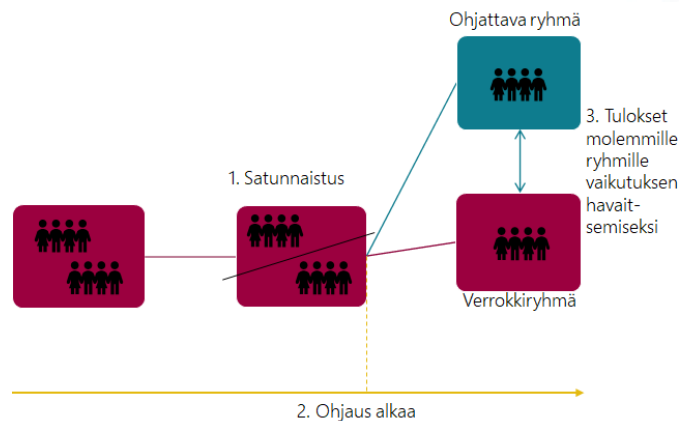 Ohjattava ryhmä
1. Satunnaistus
3. Tulokset
molemmille
ryhmille
vaikutuksen
havait-
semiseksi
Verrokkiryhmä
2. Ohjaus alkaa